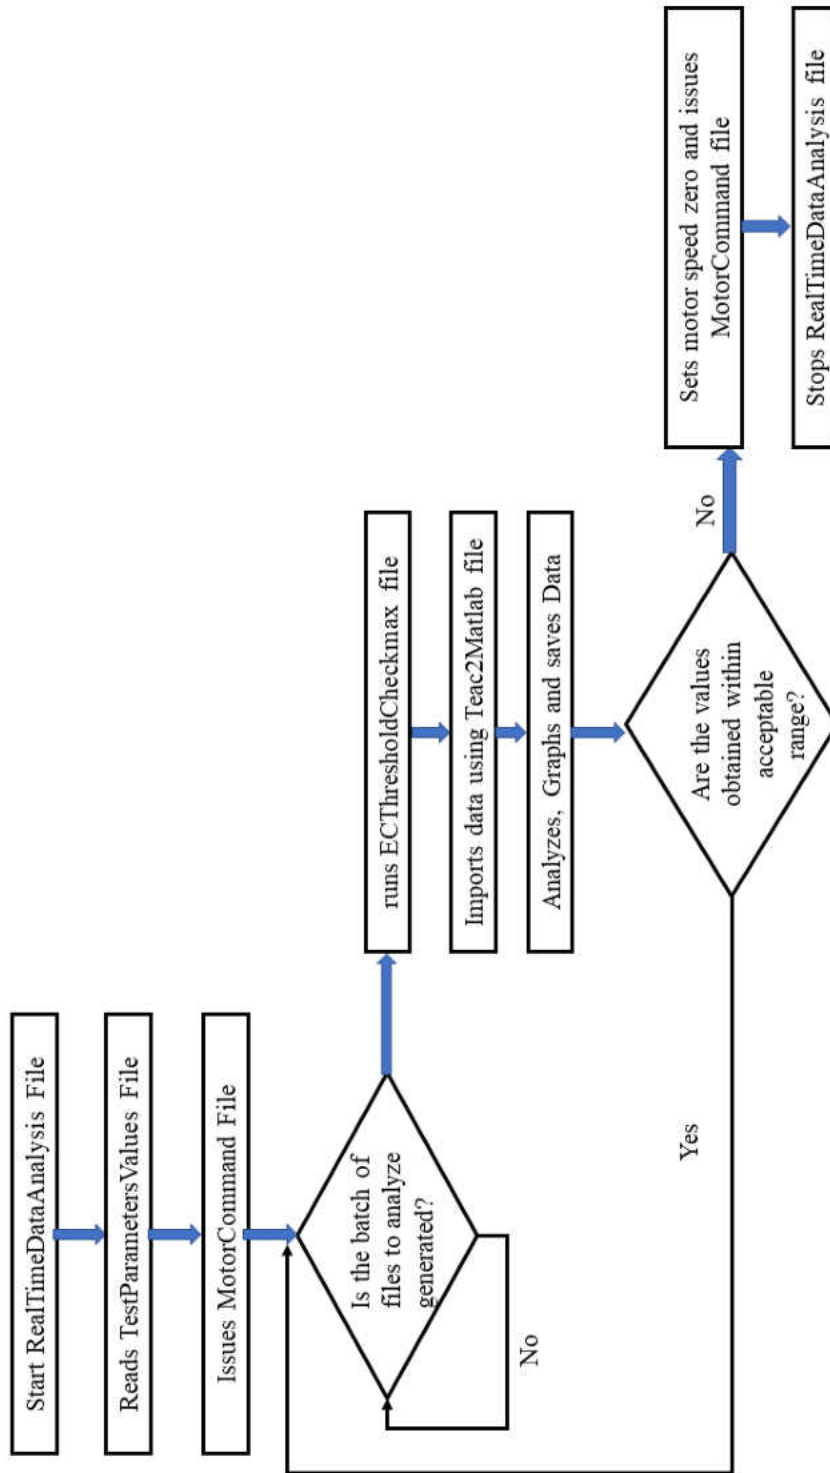 Start RealTimeDataAnalysis File
Reads TestParametersValues File
Issues MotorCommand File
Is the batch of
files to analyze
generated?
No
runs ECThresholdCheckmax file
Imports data using Teac2Matlab file
Analyzes, Graphs and saves Data
Are the values
obtained within
acceptable
range?
Yes
No
Sets motor speed zero and issues
MotorCommand file
Stops RealTimeDataAnalysis file